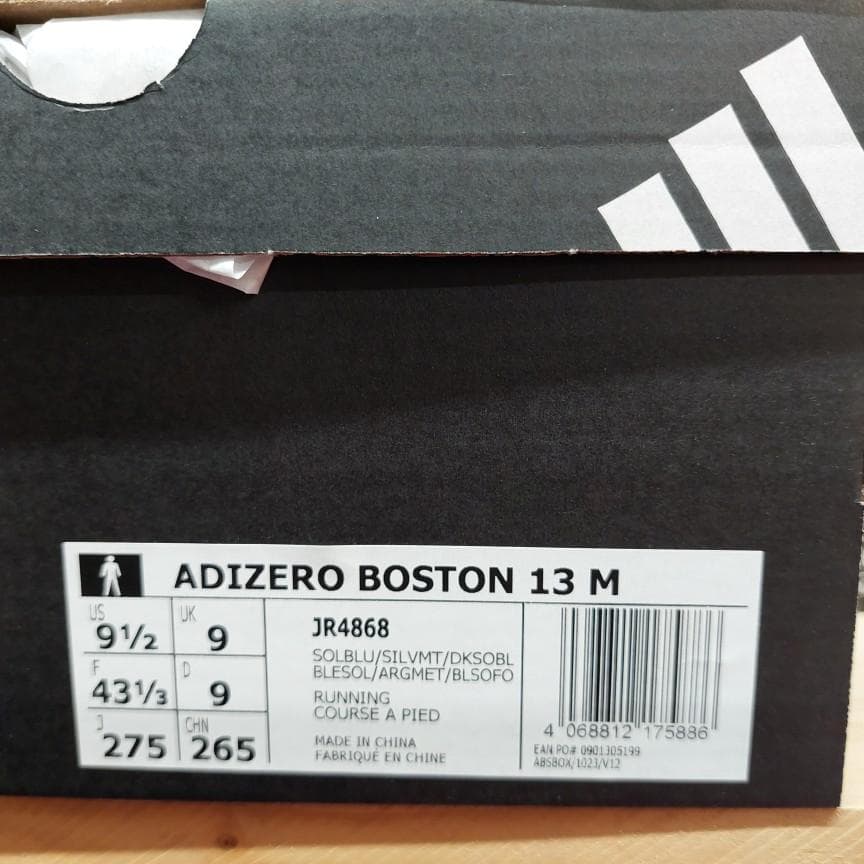 ADIZERO BOSTON 13 M
US 9½ UK 9
F 43⅓ D 9
J 275 CHN 265
JR4868
SOLBLU/SILVMT/DKSOBL
BLESOL/ARGMET/BLSOFO
RUNNING
COURSE A PIED
MADE IN CHINA
FABRIQUÉ EN CHINE
4 068812 175886
EAN PO# 0901305199
ABSBOX/1023/V12